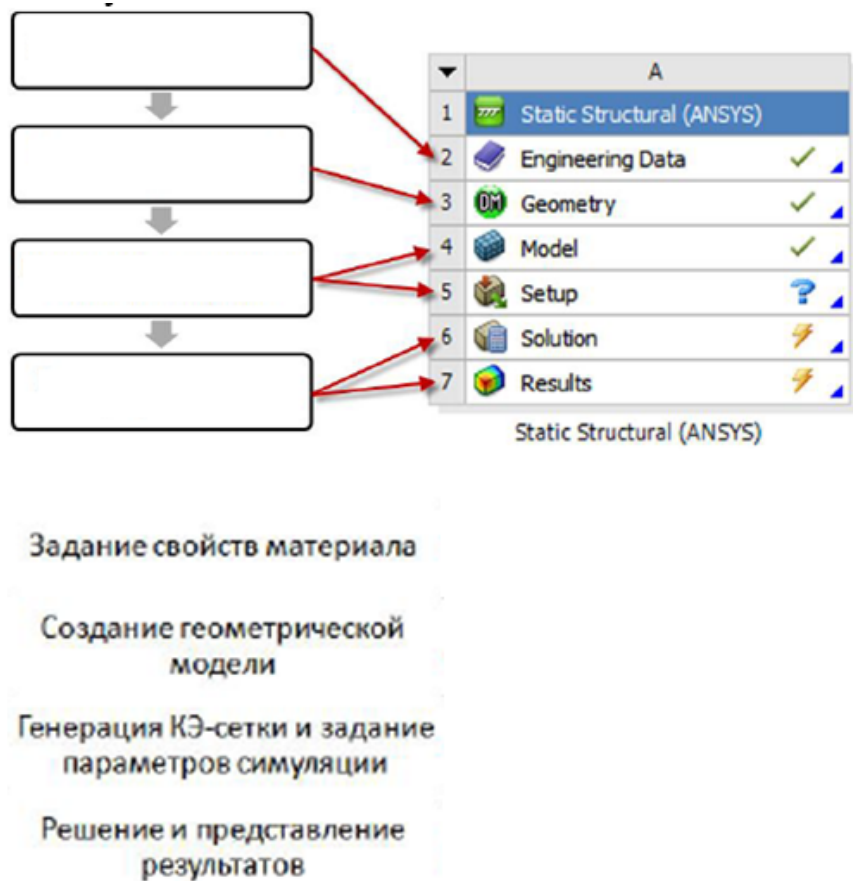 A
1 Static Structural (ANSYS)
2 Engineering Data
3 DM Geometry
4 Model
5 Setup ?
6 Solution
7 Results
Static Structural (ANSYS)
Задание свойств материала
Создание геометрической
модели
Генерация КЭ-сетки и задание
параметров симуляции
Решение и представление
результатов